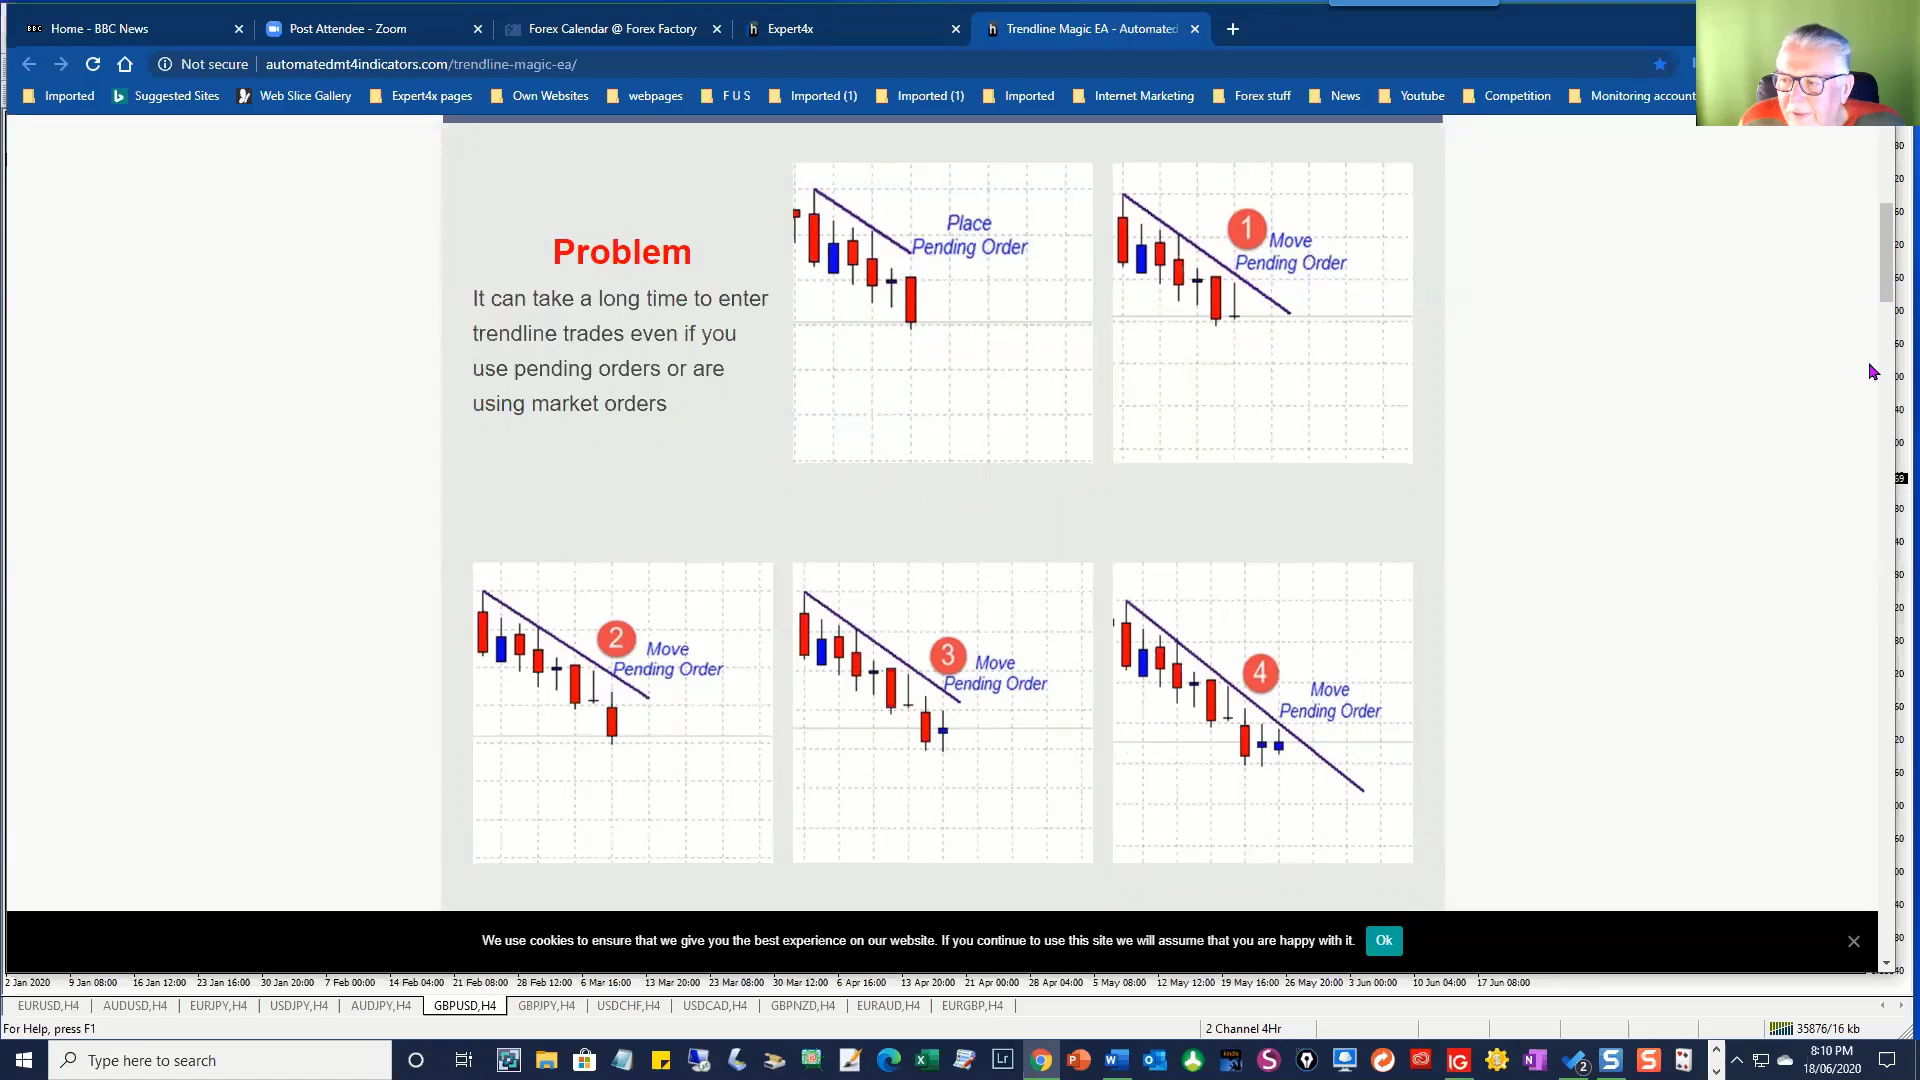 Home - BBC News
Post Attendee - Zoom
Forex Calendar @ Forex Factory
Expert4x
Trendline Magic EA - Automated
Not secure
automatedmt4indicators.com/trendline-magic-ea/
Imported
Suggested Sites
Web Slice Gallery
Expert4x pages
Own Websites
webpages
F U S
Imported (1)
Imported (1)
Imported
Internet Marketing
Forex stuff
News
Youtube
Competition
Monitoring account
Problem
It can take a long time to enter
trendline trades even if you
use pending orders or are
using market orders
Place
Pending Order
1
Move
Pending Order
2
Move
Pending Order
3
Move
Pending Order
4
Move
Pending Order
We use cookies to ensure that we give you the best experience on our website. If you continue to use this site we will assume that you are happy with it.
Ok
2 Jan 2020
9 Jan 08:00
16 Jan 12:00
23 Jan 16:00
30 Jan 20:00
7 Feb 00:00
14 Feb 04:00
21 Feb 08:00
28 Feb 12:00
6 Mar 16:00
13 Mar 20:00
23 Mar 08:00
30 Mar 12:00
6 Apr 16:00
13 Apr 20:00
21 Apr 00:00
28 Apr 04:00
5 May 08:00
12 May 12:00
19 May 16:00
26 May 20:00
3 Jun 00:00
10 Jun 04:00
17 Jun 08:00
EURUSD,H4
AUDUSD,H4
EURJPY,H4
USDJPY,H4
AUDJPY,H4
GBPUSD,H4
GBPJPY,H4
USDCHF,H4
USDCAD,H4
GBPNZD,H4
EURAUD,H4
EURGBP,H4
For Help, press F1
2 Channel 4Hr
35876/16 kb
Type here to search
8:10 PM
18/06/2020